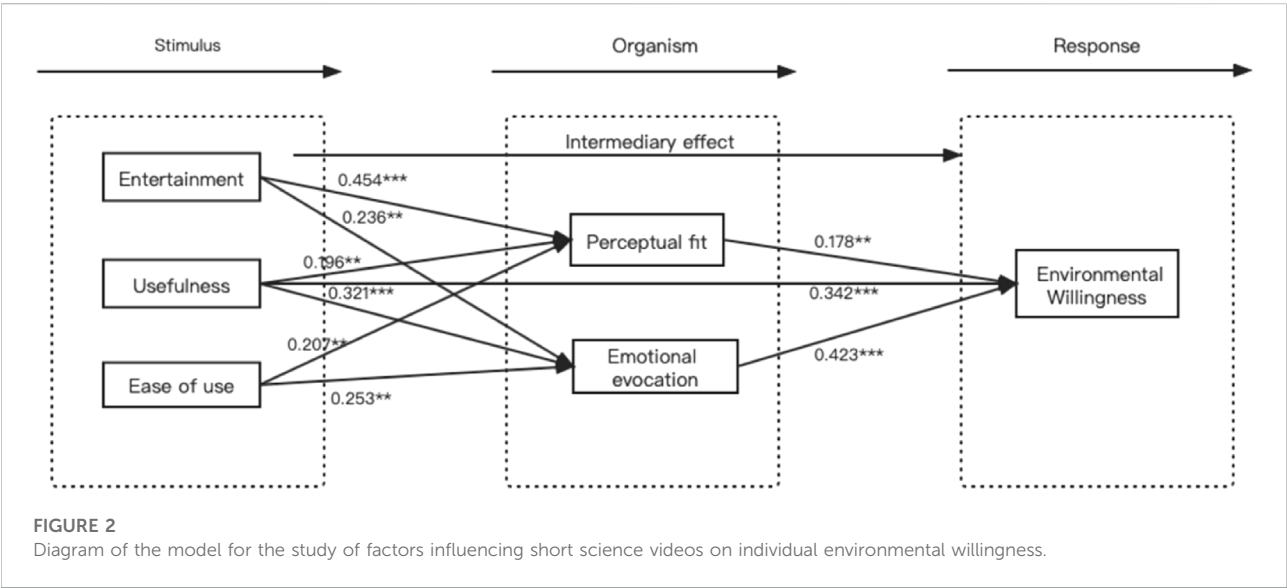 Stimulus
Organism
Response
Intermediary effect
Entertainment
0.454***
0.236**
Perceptual fit
0.178**
Usefulness
0.196**
0.321***
0.342***
Environmental
Willingness
0.207**
Ease of use
0.253**
Emotional
evocation
0.423***
FIGURE 2
Diagram of the model for the study of factors influencing short science videos on individual environmental willingness.